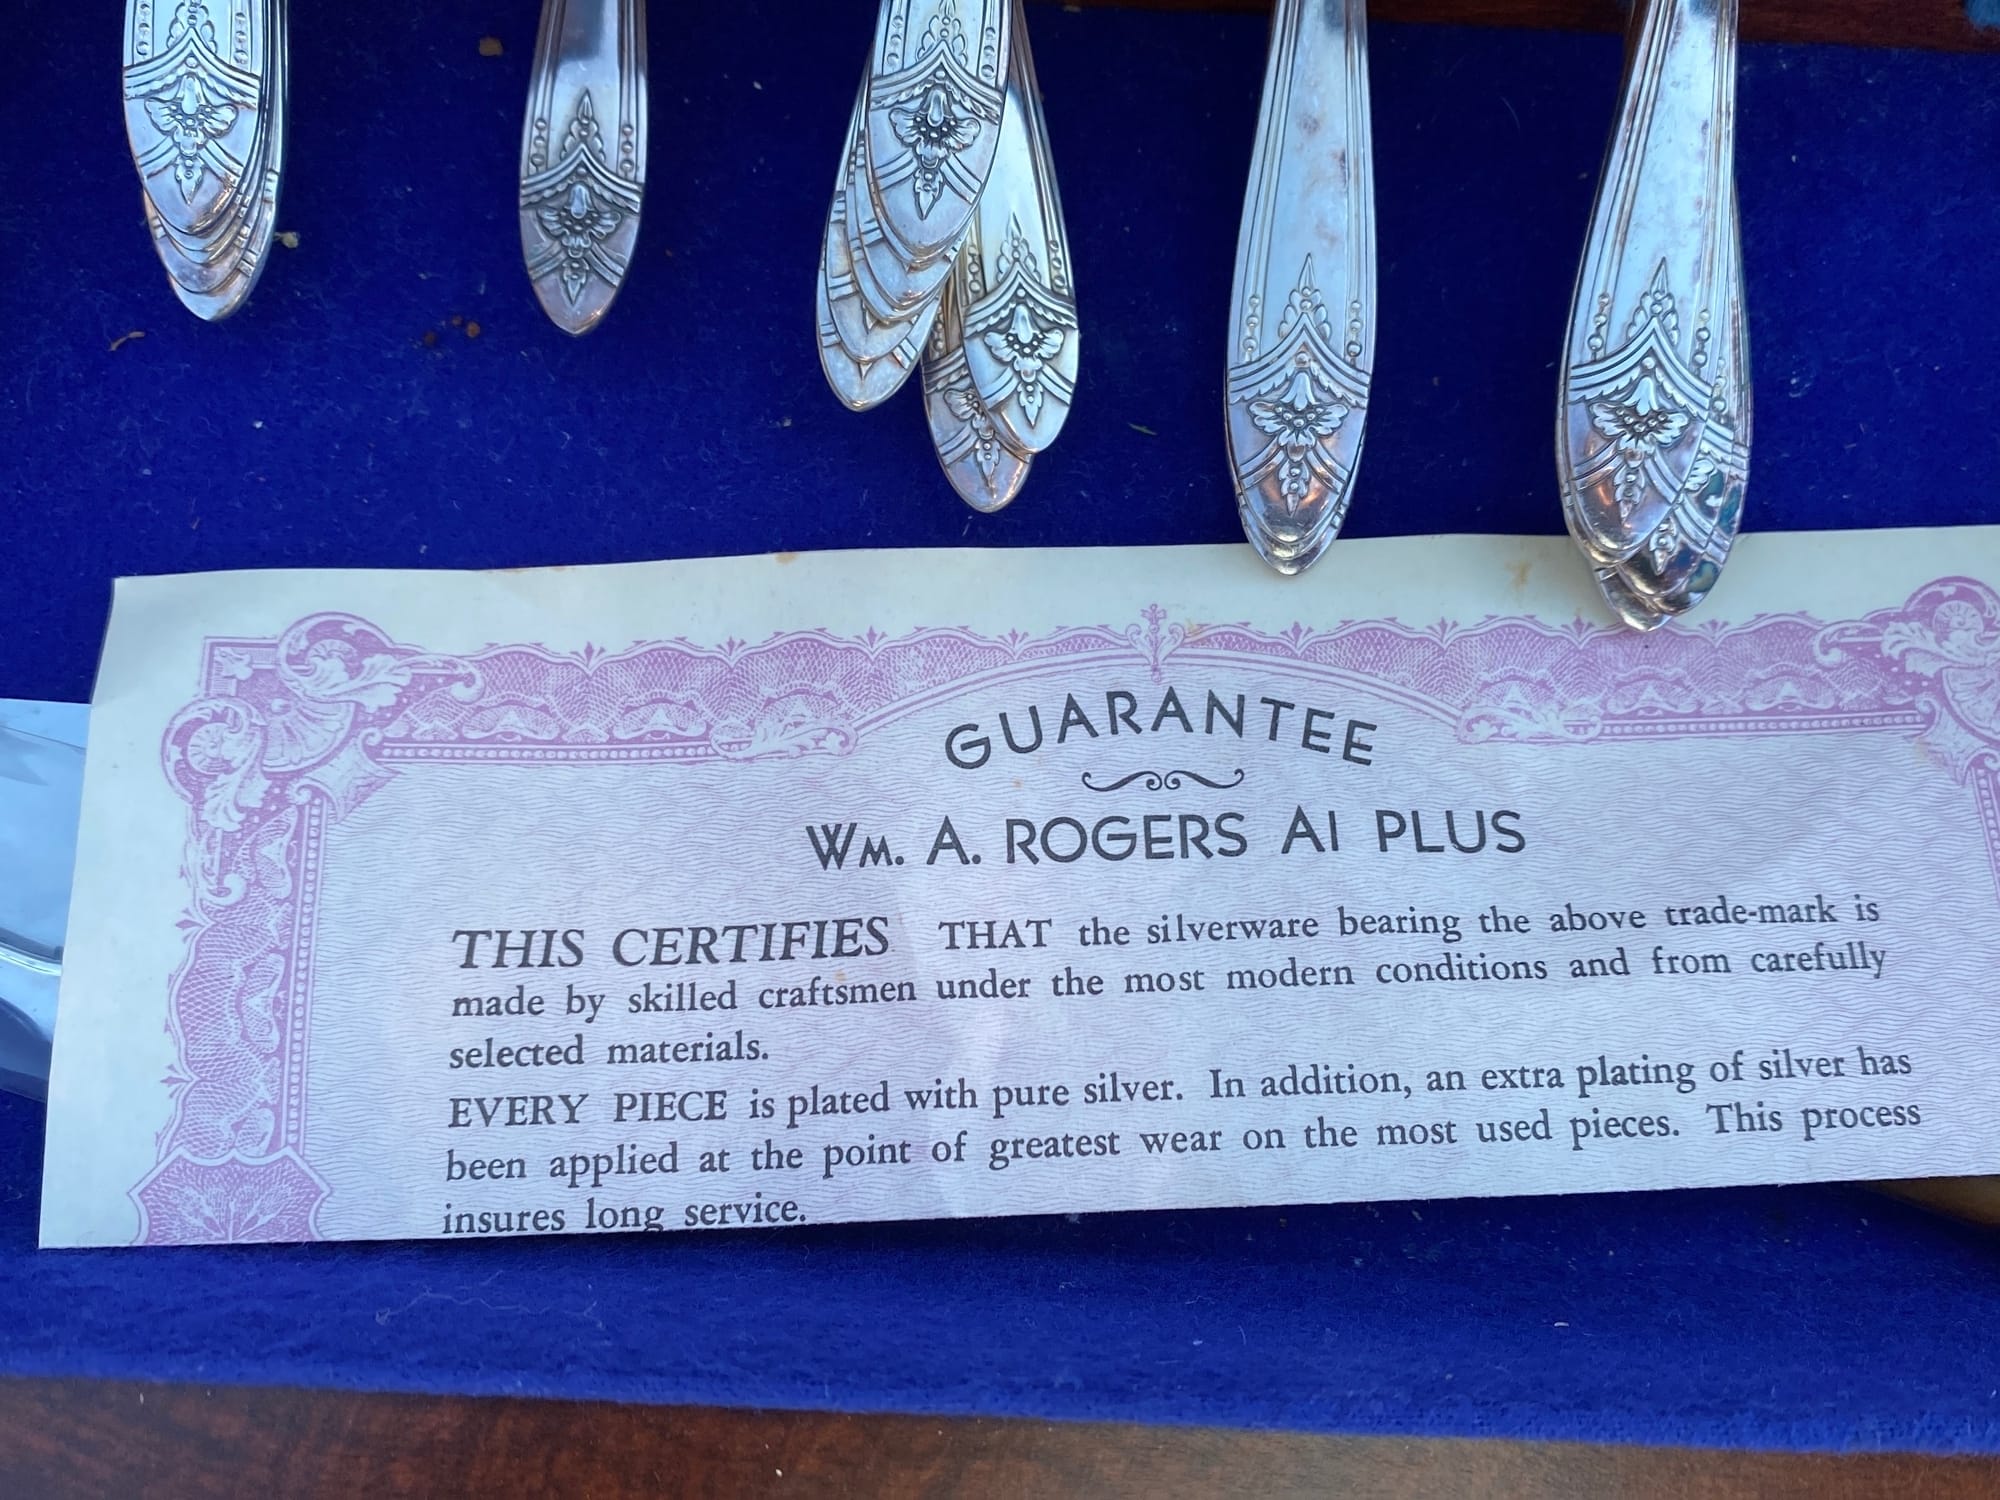 GUARANTEE
WM. A. ROGERS A1 PLUS
THIS CERTIFIES THAT the silverware bearing the above trade-mark is
made by skilled craftsmen under the most modern conditions and from carefully
selected materials.
EVERY PIECE is plated with pure silver. In addition, an extra plating of silver has
been applied at the point of greatest wear on the most used pieces. This process
insures long service.